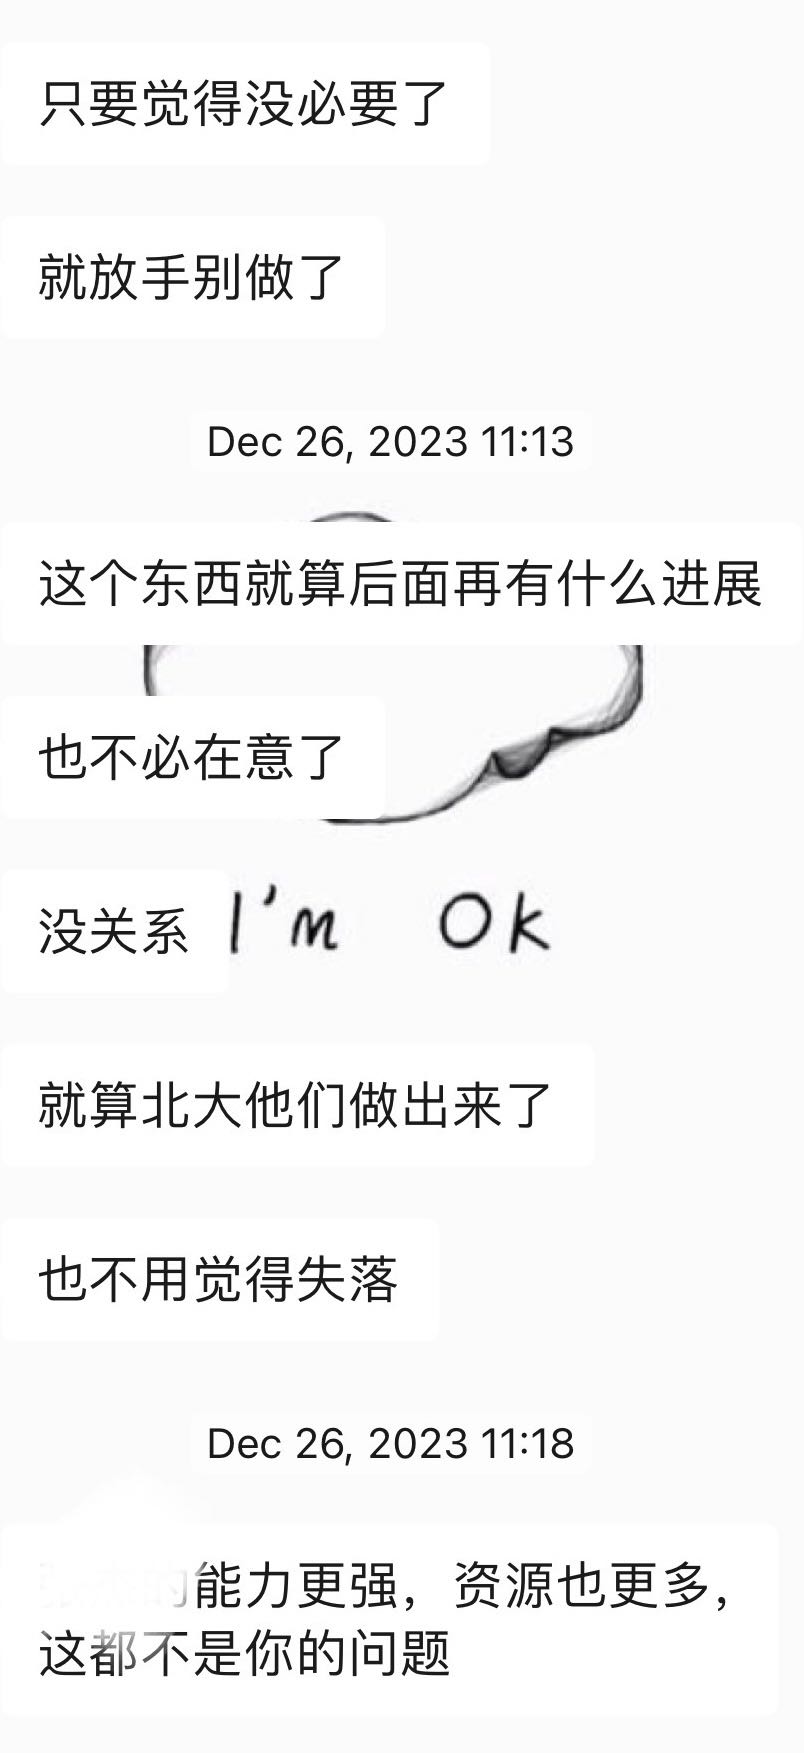 只要觉得没必要了
就放手别做了
Dec 26, 2023 11:13
这个东西就算后面再有什么进展
也不必在意了
没关系
I'm OK
就算北大他们做出来了
也不用觉得失落
Dec 26, 2023 11:18
的能力更强，资源也更多，
这都不是你的问题